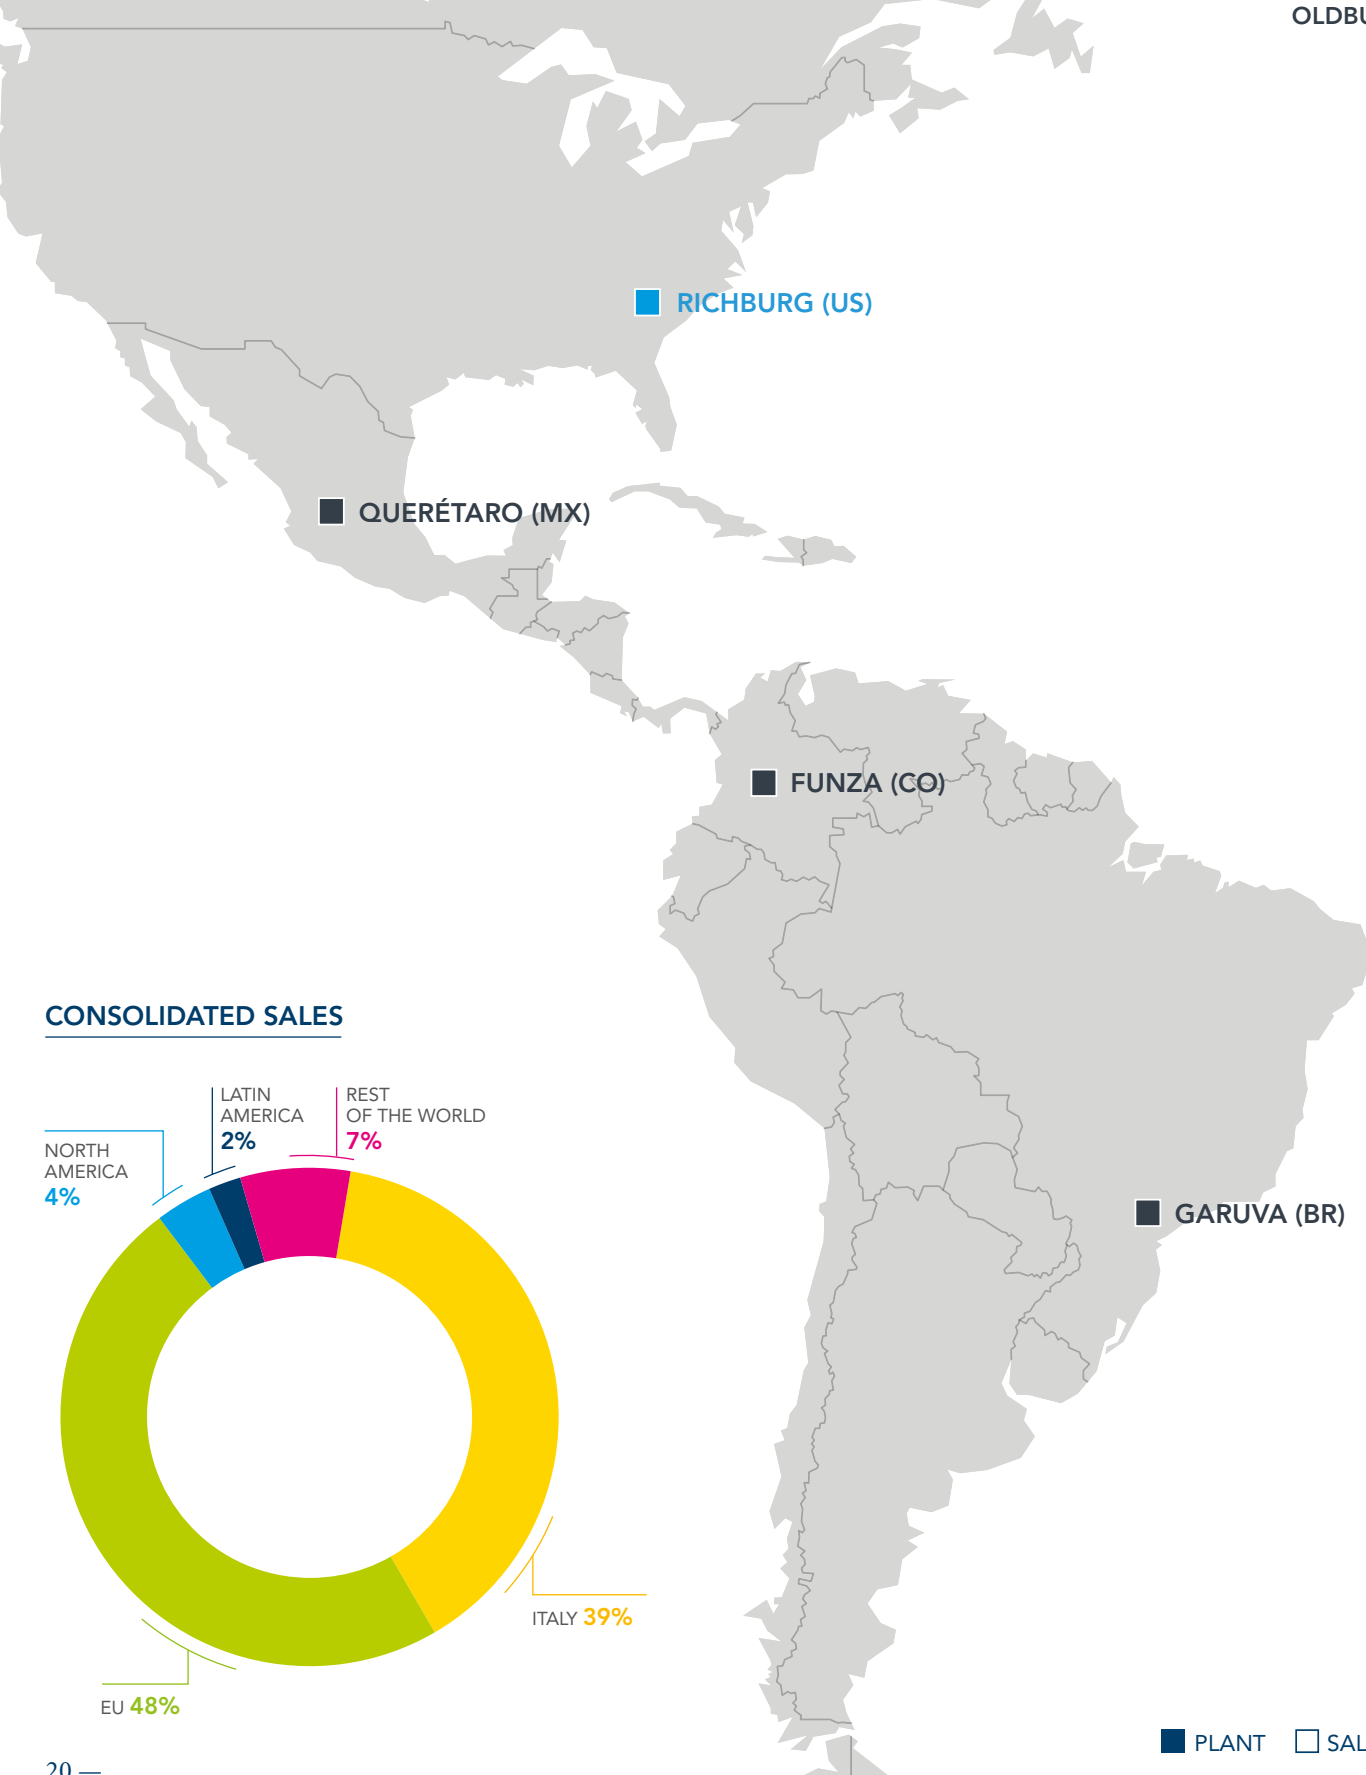 OLDBU
RICHBURG (US)
QUERÉTARO (MX)
FUNZA (CO)
GARUVA (BR)
CONSOLIDATED SALES
LATIN
AMERICA
2%
REST
OF THE WORLD
7%
NORTH
AMERICA
4%
ITALY 39%
EU 48%
PLANT
SAL
20 —